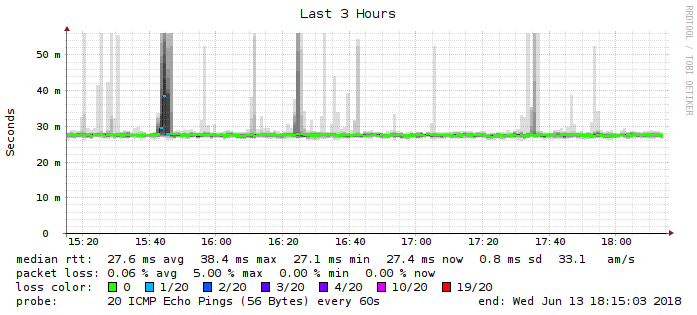 Last 3 Hours
RRDTOOL / TOBI OETIKER
Seconds
50 m
40 m
30 m
20 m
10 m
0
15:20 15:40 16:00 16:20 16:40 17:00 17:20 17:40 18:00
median rtt: 27.6 ms avg 38.4 ms max 27.1 ms min 27.4 ms now 0.8 ms sd 33.1 am/s
packet loss: 0.06 % avg 5.00 % max 0.00 % min 0.00 % now
loss color: 0 1/20 2/20 3/20 4/20 10/20 19/20
probe: 20 ICMP Echo Pings (56 Bytes) every 60s end: Wed Jun 13 18:15:03 2018